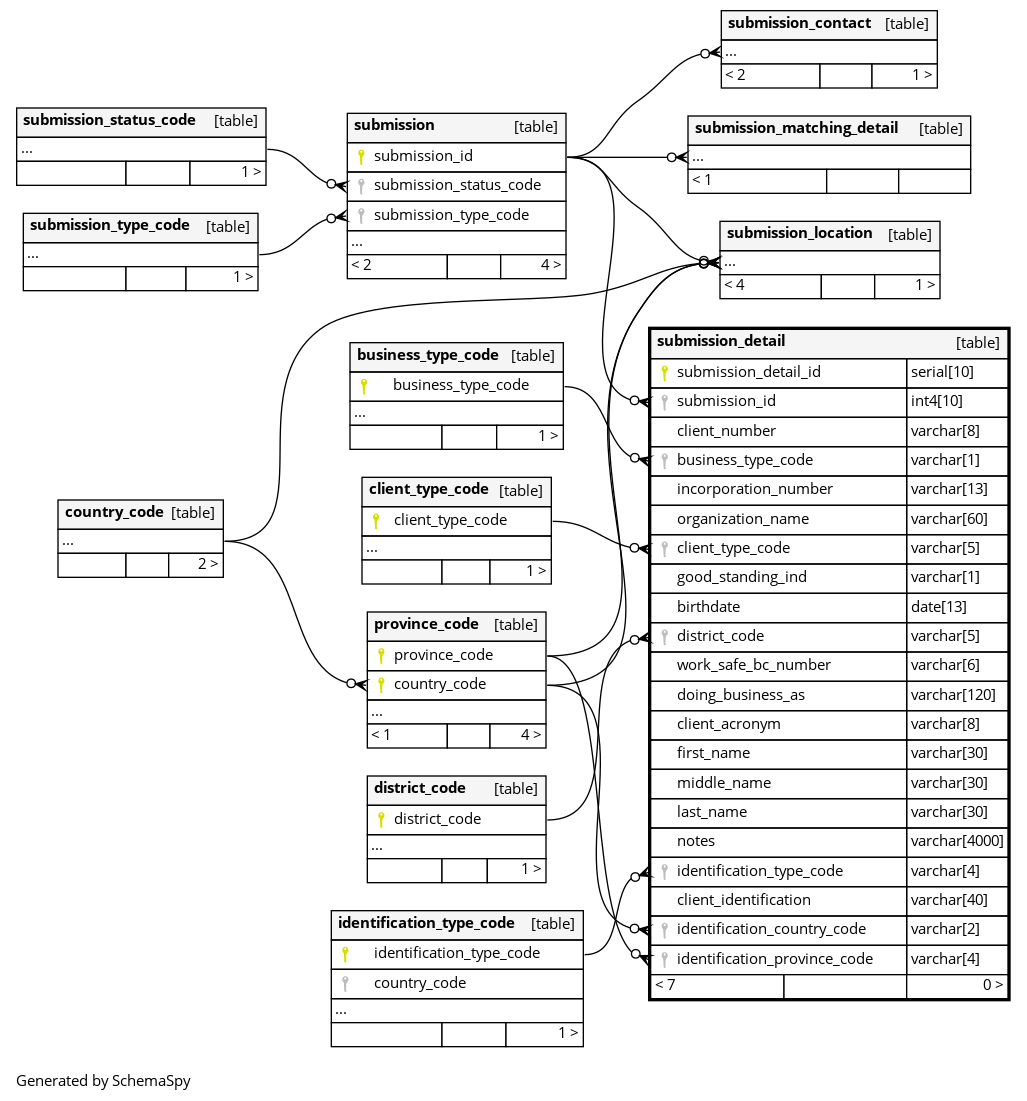 submission_contact [table]
...
< 2 1 >
submission_status_code [table]
...
1 >
submission [table]
submission_id
submission_status_code
submission_type_code
...
< 2 4 >
submission_matching_detail [table]
...
< 1
submission_type_code [table]
...
1 >
submission_location [table]
...
< 4 1 >
business_type_code [table]
business_type_code
...
1 >
client_type_code [table]
client_type_code
...
1 >
country_code [table]
...
2 >
province_code [table]
province_code
country_code
...
< 1 4 >
district_code [table]
district_code
...
1 >
identification_type_code [table]
identification_type_code
country_code
...
1 >
submission_detail [table]
submission_detail_id serial[10]
submission_id int4[10]
client_number varchar[8]
business_type_code varchar[1]
incorporation_number varchar[13]
organization_name varchar[60]
client_type_code varchar[5]
good_standing_ind varchar[1]
birthdate date[13]
district_code varchar[5]
work_safe_bc_number varchar[6]
doing_business_as varchar[120]
client_acronym varchar[8]
first_name varchar[30]
middle_name varchar[30]
last_name varchar[30]
notes varchar[4000]
identification_type_code varchar[4]
client_identification varchar[40]
identification_country_code varchar[2]
identification_province_code varchar[4]
< 7 0 >
Generated by SchemaSpy